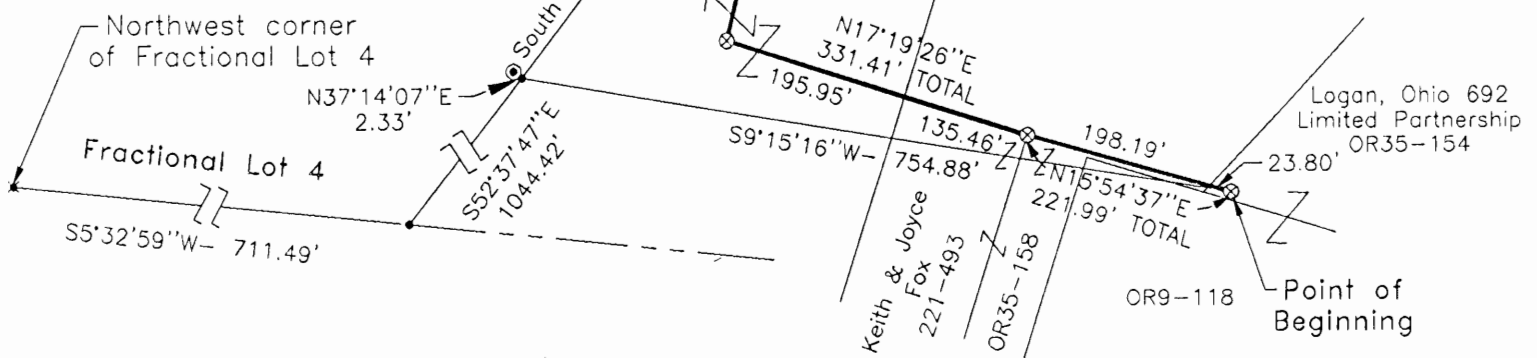 Northwest corner
of Fractional Lot 4
South
N37°14'07"E
2.33'
Fractional Lot 4
S5°32'59"W- 711.49'
S52°37'47"E
1044.42'
N17°19'26"E
331.41' TOTAL
195.95'
135.46'
S9°15'16"W- 754.88'
198.19'
23.80'
N15°54'37"E
221.99' TOTAL
Logan, Ohio 692
Limited Partnership
OR35-154
Keith & Joyce
Fox
221-493
OR35-158
OR9-118
Point of
Beginning